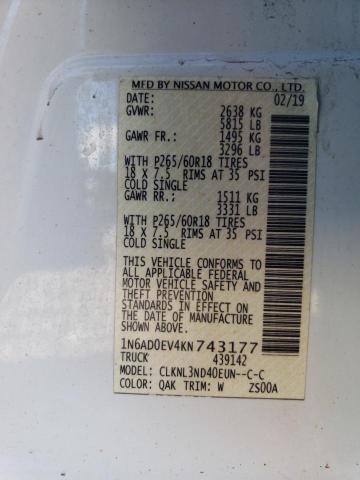 MFD BY NISSAN MOTOR CO., LTD.
DATE: 02/19
GVWR: 2638 KG
5815 LB
GAWR FR.: 1495 KG
3296 LB
WITH P265/60R18 TIRES
18 X 7.5 RIMS AT 35 PSI
COLD SINGLE
GAWR RR.: 1511 KG
3331 LB
WITH P265/60R18 TIRES
18 X 7.5 RIMS AT 35 PSI
COLD SINGLE
THIS VEHICLE CONFORMS TO
ALL APPLICABLE FEDERAL
MOTOR VEHICLE SAFETY AND
THEFT PREVENTION
STANDARDS IN EFFECT ON
THE DATE OF MANUFACTURE
SHOWN ABOVE.
1N6AD0EV4KN743177
TRUCK 439142
MODEL: CLKNL3ND40EUN--C-C
COLOR: QAK TRIM: W ZS00A